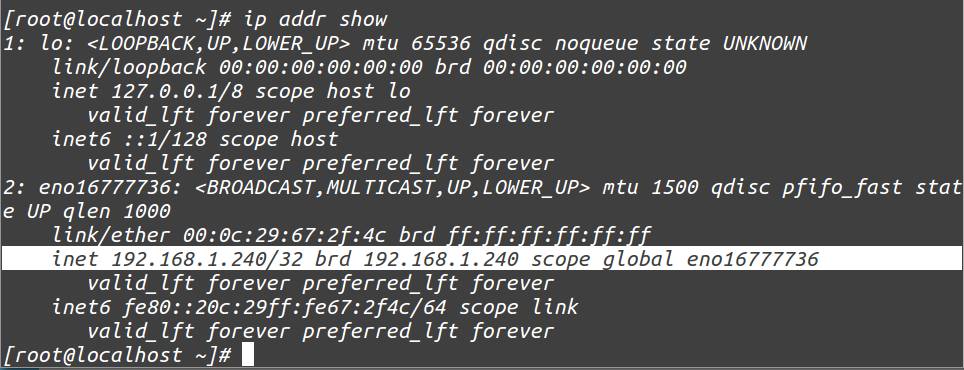 [root@localhost ~]# ip addr show
1: lo: <LOOPBACK,UP,LOWER_UP> mtu 65536 qdisc noqueue state UNKNOWN
link/loopback 00:00:00:00:00:00 brd 00:00:00:00:00:00
inet 127.0.0.1/8 scope host lo
valid_lft forever preferred_lft forever
inet6 ::1/128 scope host
valid_lft forever preferred_lft forever
2: eno16777736: <BROADCAST,MULTICAST,UP,LOWER_UP> mtu 1500 qdisc pfifo_fast stat
e UP qlen 1000
link/ether 00:0c:29:67:2f:4c brd ff:ff:ff:ff:ff:ff
inet 192.168.1.240/32 brd 192.168.1.240 scope global eno16777736
valid_lft forever preferred_lft forever
inet6 fe80::20c:29ff:fe67:2f4c/64 scope link
valid_lft forever preferred_lft forever
[root@localhost ~]#